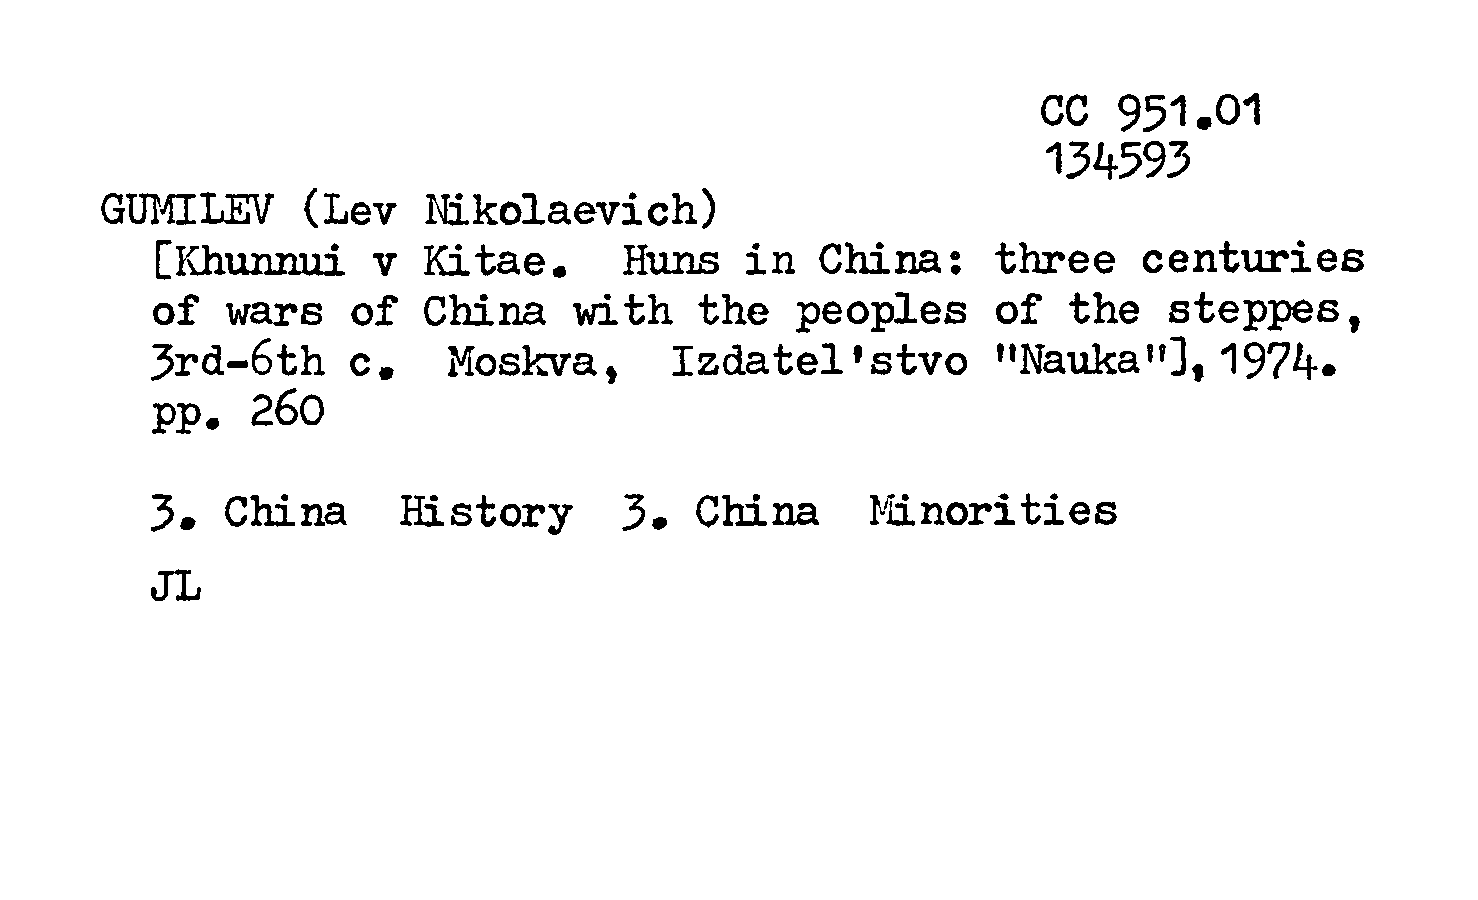 CC 951.01
134593
GUMILEV (Lev Nikolaevich)
[Khunnui v Kitae. Huns in China: three centuries
of wars of China with the peoples of the steppes,
3rd-6th c. Moskva, Izdatel'stvo "Nauka"], 1974.
pp. 260
3. China History 3. China Minorities
JL